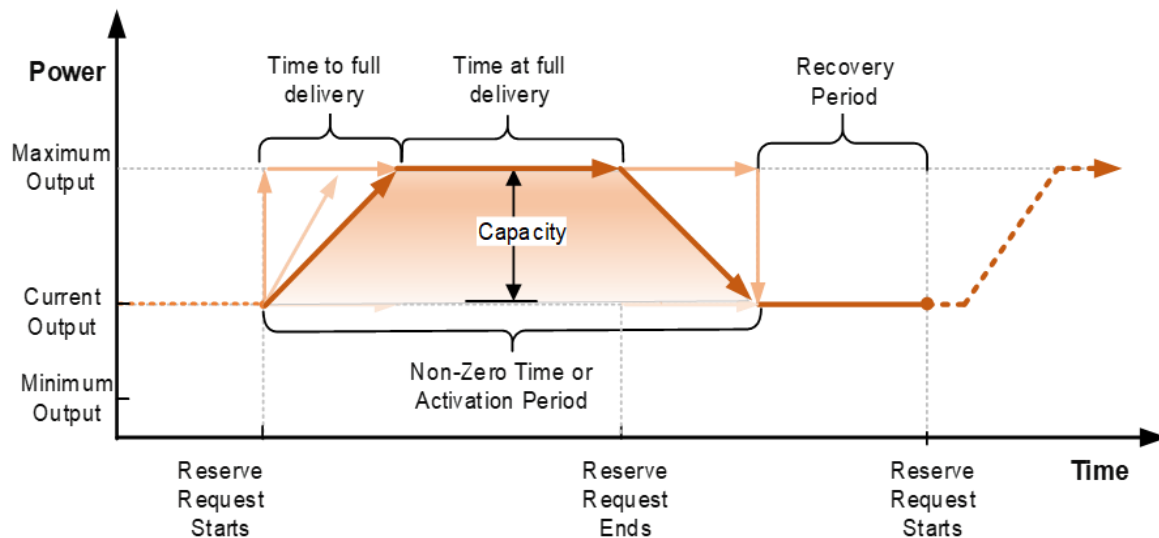 Power
Time to full
delivery
Time at full
delivery
Recovery
Period
Maximum
Output
Capacity
Current
Output
Non-Zero Time or
Activation Period
Minimum
Output
Reserve
Request
Starts
Reserve
Request
Ends
Reserve
Request
Starts
Time